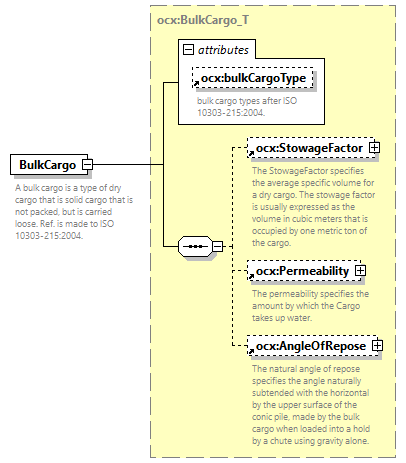 ocx:BulkCargo_T
attributes
ocx:bulkCargoType
bulk cargo types after ISO
10303-215:2004.
BulkCargo
A bulk cargo is a type of dry
cargo that is solid cargo that is
not packed, but is carried
loose. Ref. is made to ISO
10303-215:2004.
ocx:StowageFactor
The StowageFactor specifies
the average specific volume for
a dry cargo. The stowage factor
is usually expressed as the
volume in cubic meters that is
occupied by one metric ton of
the cargo.
ocx:Permeability
The permeability specifies the
amount by which the Cargo
takes up water.
ocx:AngleOfRepose
The natural angle of repose
specifies the angle naturally
subtended with the horizontal
by the upper surface of the
conic pile, made by the bulk
cargo when loaded into a hold
by a chute using gravity alone.